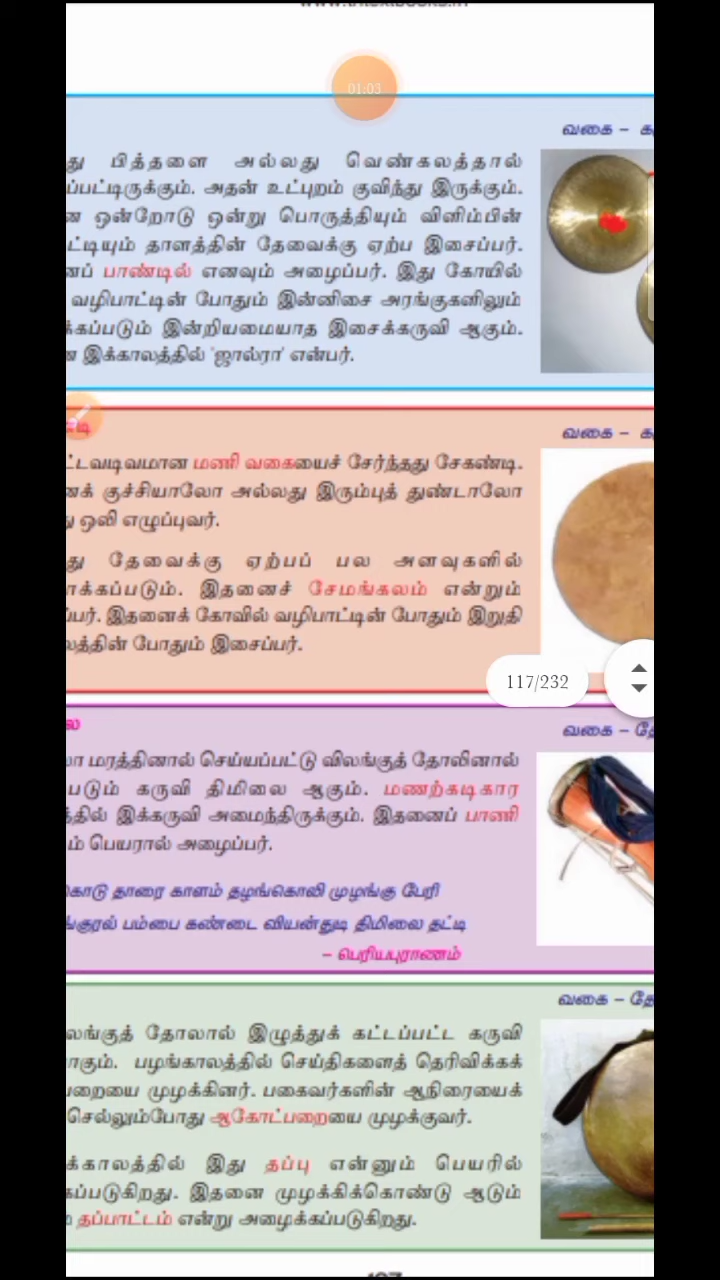 01:03
வகை –
து பித்தளை அல்லது வெண்கலத்தால்
ப்பட்டிருக்கும். அதன் உட்புறம் குவிந்து இருக்கும்.
ன ஒன்றோடு ஒன்று பொருத்தியும் விளிம்பின்
ட்டியும் தாளத்தின் தேவைக்கு ஏற்ப இசைப்பர்.
னப் பாண்டில் எனவும் அழைப்பர். இது கோயில்
வழிபாட்டின் போதும் இன்னிசை அரங்குகளிலும்
க்கப்படும் இன்றியமையாத இசைக்கருவி ஆகும்.
ன இக்காலத்தில் 'ஜால்ரா' என்பர்.
டி
வகை –
ட்டவடிவமான மணி வகையைச் சேர்ந்தது சேகண்டி.
னக் குச்சியாலோ அல்லது இரும்புத் துண்டாலோ
து ஒலி எழுப்புவர்.
து தேவைக்கு ஏற்பப் பல அளவுகளில்
ாக்கப்படும். இதனைச் சேமங்கலம் என்றும்
ப்பர். இதனைக் கோவில் வழிபாட்டின் போதும் இறுதி
லத்தின் போதும் இசைப்பர்.
117/232
லை
வகை – தோ
லா மரத்தினால் செய்யப்பட்டு விலங்குத் தோலினால்
படும் கருவி திமிலை ஆகும். மணற்கடிகார
த்தில் இக்கருவி அமைந்திருக்கும். இதனைப் பாணி
ம் பெயரால் அழைப்பர்.
கொடு தாரை காளம் தழங்கொலி முழங்கு பேரி
ங்குரல் பம்பை கண்டை வியன்துடி திமிலை தட்டி
– பெரியபுராணம்
வகை – தோ
லங்குத் தோலால் இழுத்துக் கட்டப்பட்ட கருவி
ாகும். பழங்காலத்தில் செய்திகளைத் தெரிவிக்கக்
பறையை முழக்கினர். பகைவர்களின் ஆநிரையைக்
செல்லும்போது ஆகோட்பறையை முழக்குவர்.
க்காலத்தில் இது தப்பு என்னும் பெயரில்
கப்படுகிறது. இதனை முழக்கிக்கொண்டு ஆடும்
தப்பாட்டம் என்று அழைக்கப்படுகிறது.